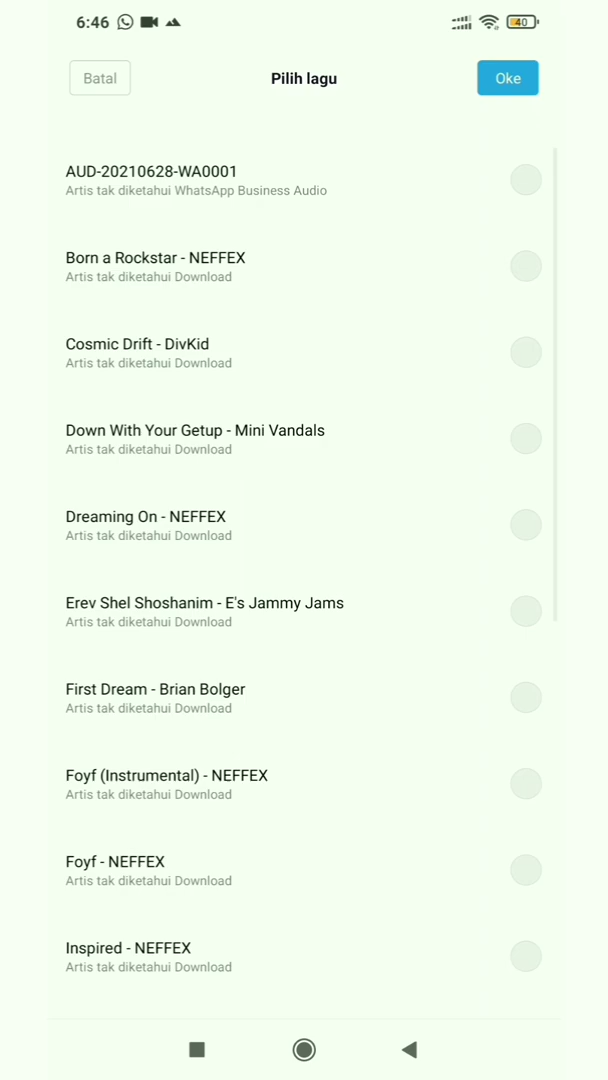 6:46 40
Batal Pilih lagu Oke
AUD-20210628-WA0001
Artis tak diketahui WhatsApp Business Audio
Born a Rockstar - NEFFEX
Artis tak diketahui Download
Cosmic Drift - DivKid
Artis tak diketahui Download
Down With Your Getup - Mini Vandals
Artis tak diketahui Download
Dreaming On - NEFFEX
Artis tak diketahui Download
Erev Shel Shoshanim - E's Jammy Jams
Artis tak diketahui Download
First Dream - Brian Bolger
Artis tak diketahui Download
Foyf (Instrumental) - NEFFEX
Artis tak diketahui Download
Foyf - NEFFEX
Artis tak diketahui Download
Inspired - NEFFEX
Artis tak diketahui Download